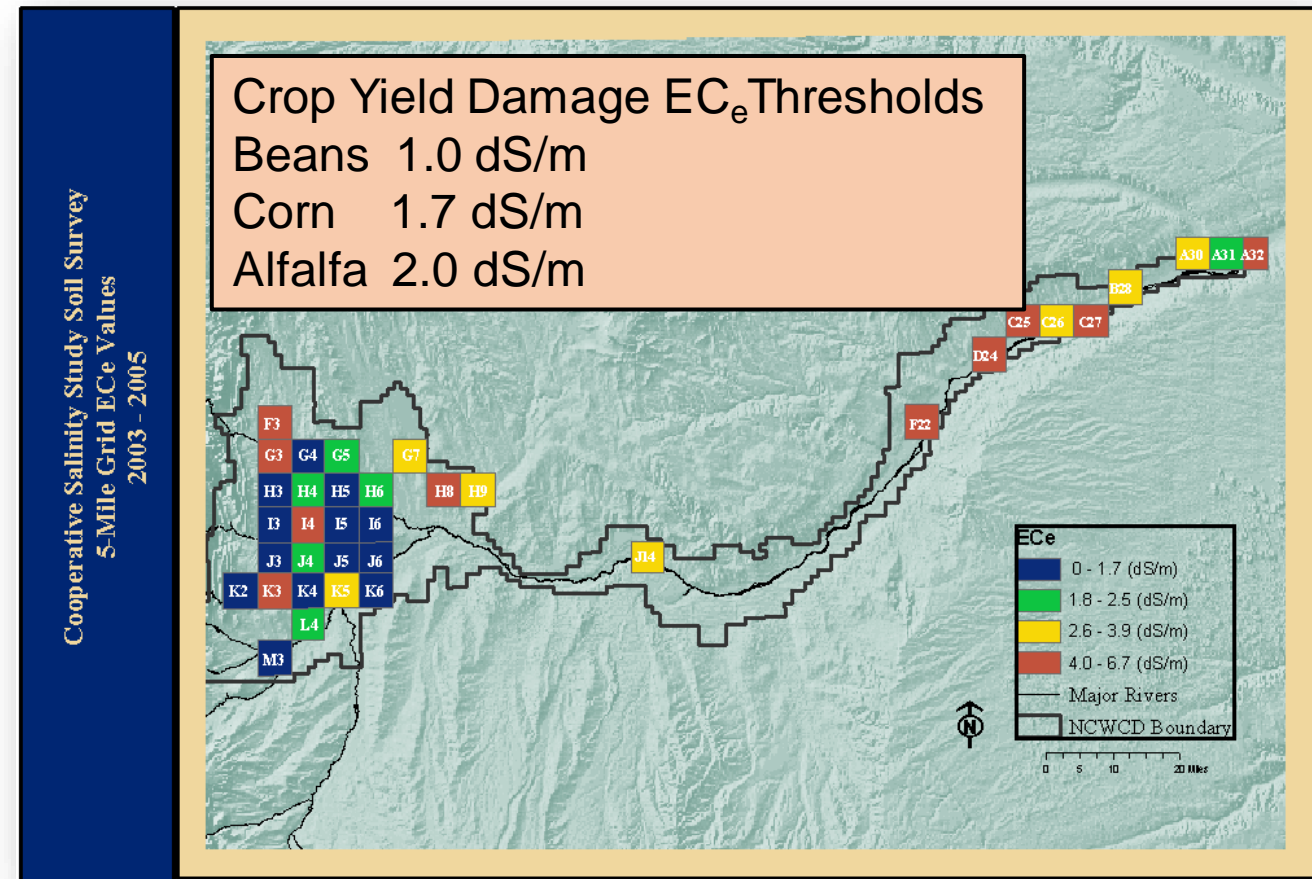 Cooperative Salinity Study Soil Survey
5-Mile Grid ECe Values
2003 - 2005
Crop Yield Damage ECeThresholds
Beans 1.0 dS/m
Corn 1.7 dS/m
Alfalfa 2.0 dS/m
A30 A31 A32
B28
C25 C26 C27
D24
F3 F22
G3 G4 G5 G7
H3 H4 H5 H6 H8 H9
I3 I4 I5 I6
J3 J4 J5 J6 J14
K2 K3 K4 K5 K6
L4
M3
ECe
0 - 1.7 (dS/m)
1.8 - 2.5 (dS/m)
2.6 - 3.9 (dS/m)
4.0 - 6.7 (dS/m)
Major Rivers
NCWCD Boundary
N
0 5 10 20 Miles